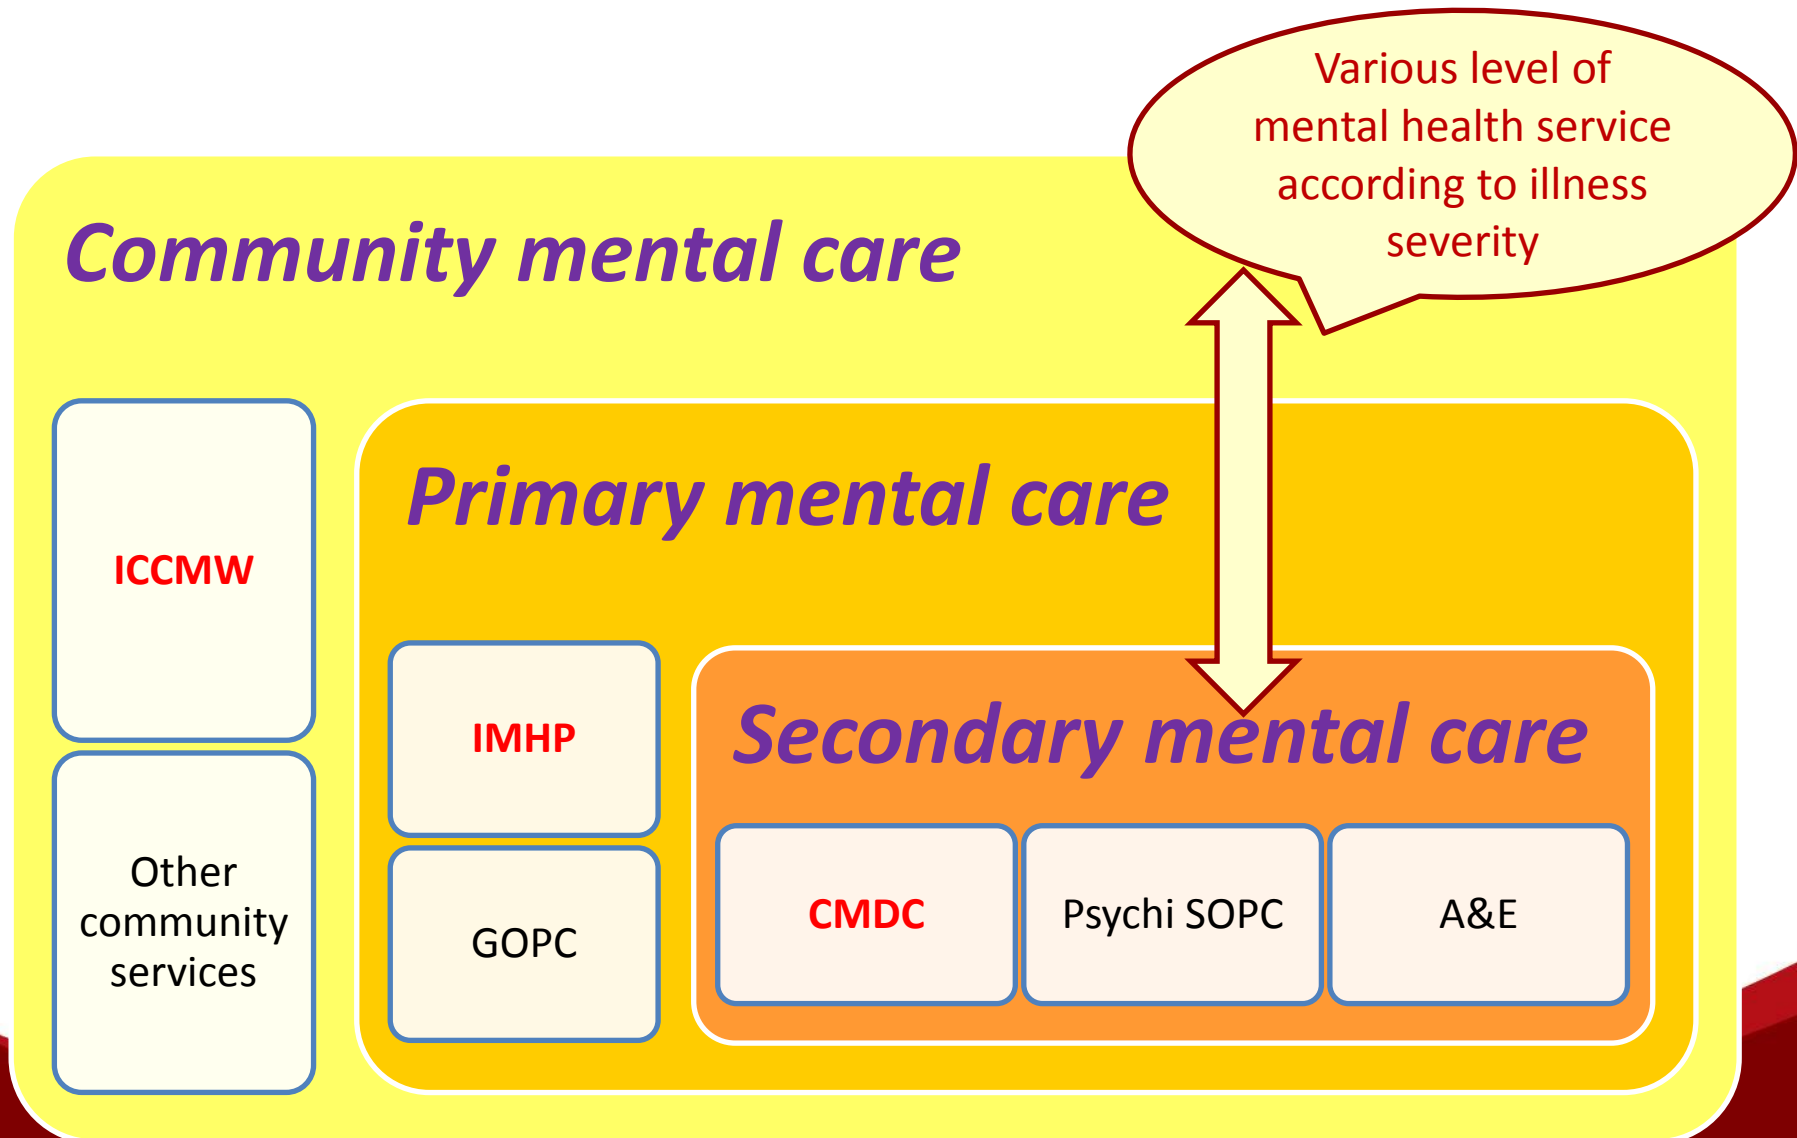 Various level of
mental health service
according to illness
severity
Community mental care
ICCMW
Other
community
services
Primary mental care
IMHP
GOPC
Secondary mental care
CMDC
Psychi SOPC
A&E